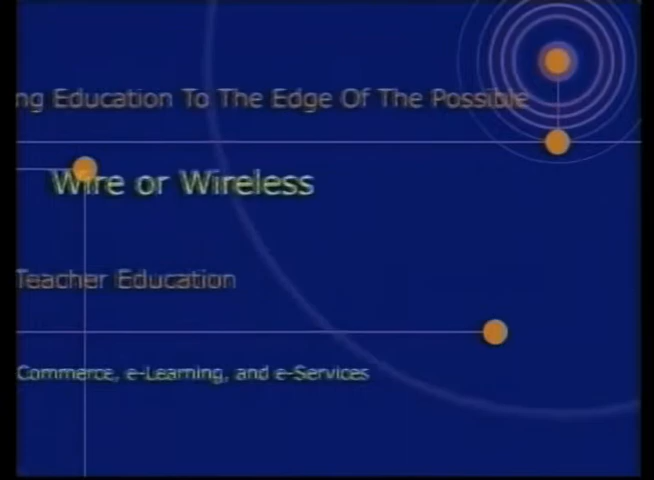 ng Education To The Edge Of The Possible
Wire or Wireless
Teacher Education
Commerce, e-Learning, and e-Services